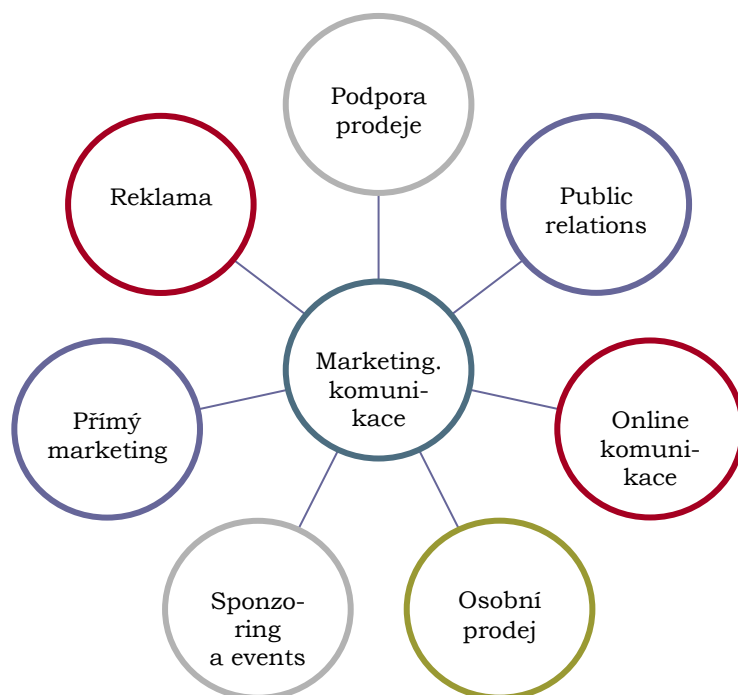 Podpora
prodeje
Reklama
Public
relations
Marketing.
komuni-
kace
Přímý
marketing
Online
komuni-
kace
Sponzo-
ring
a events
Osobní
prodej